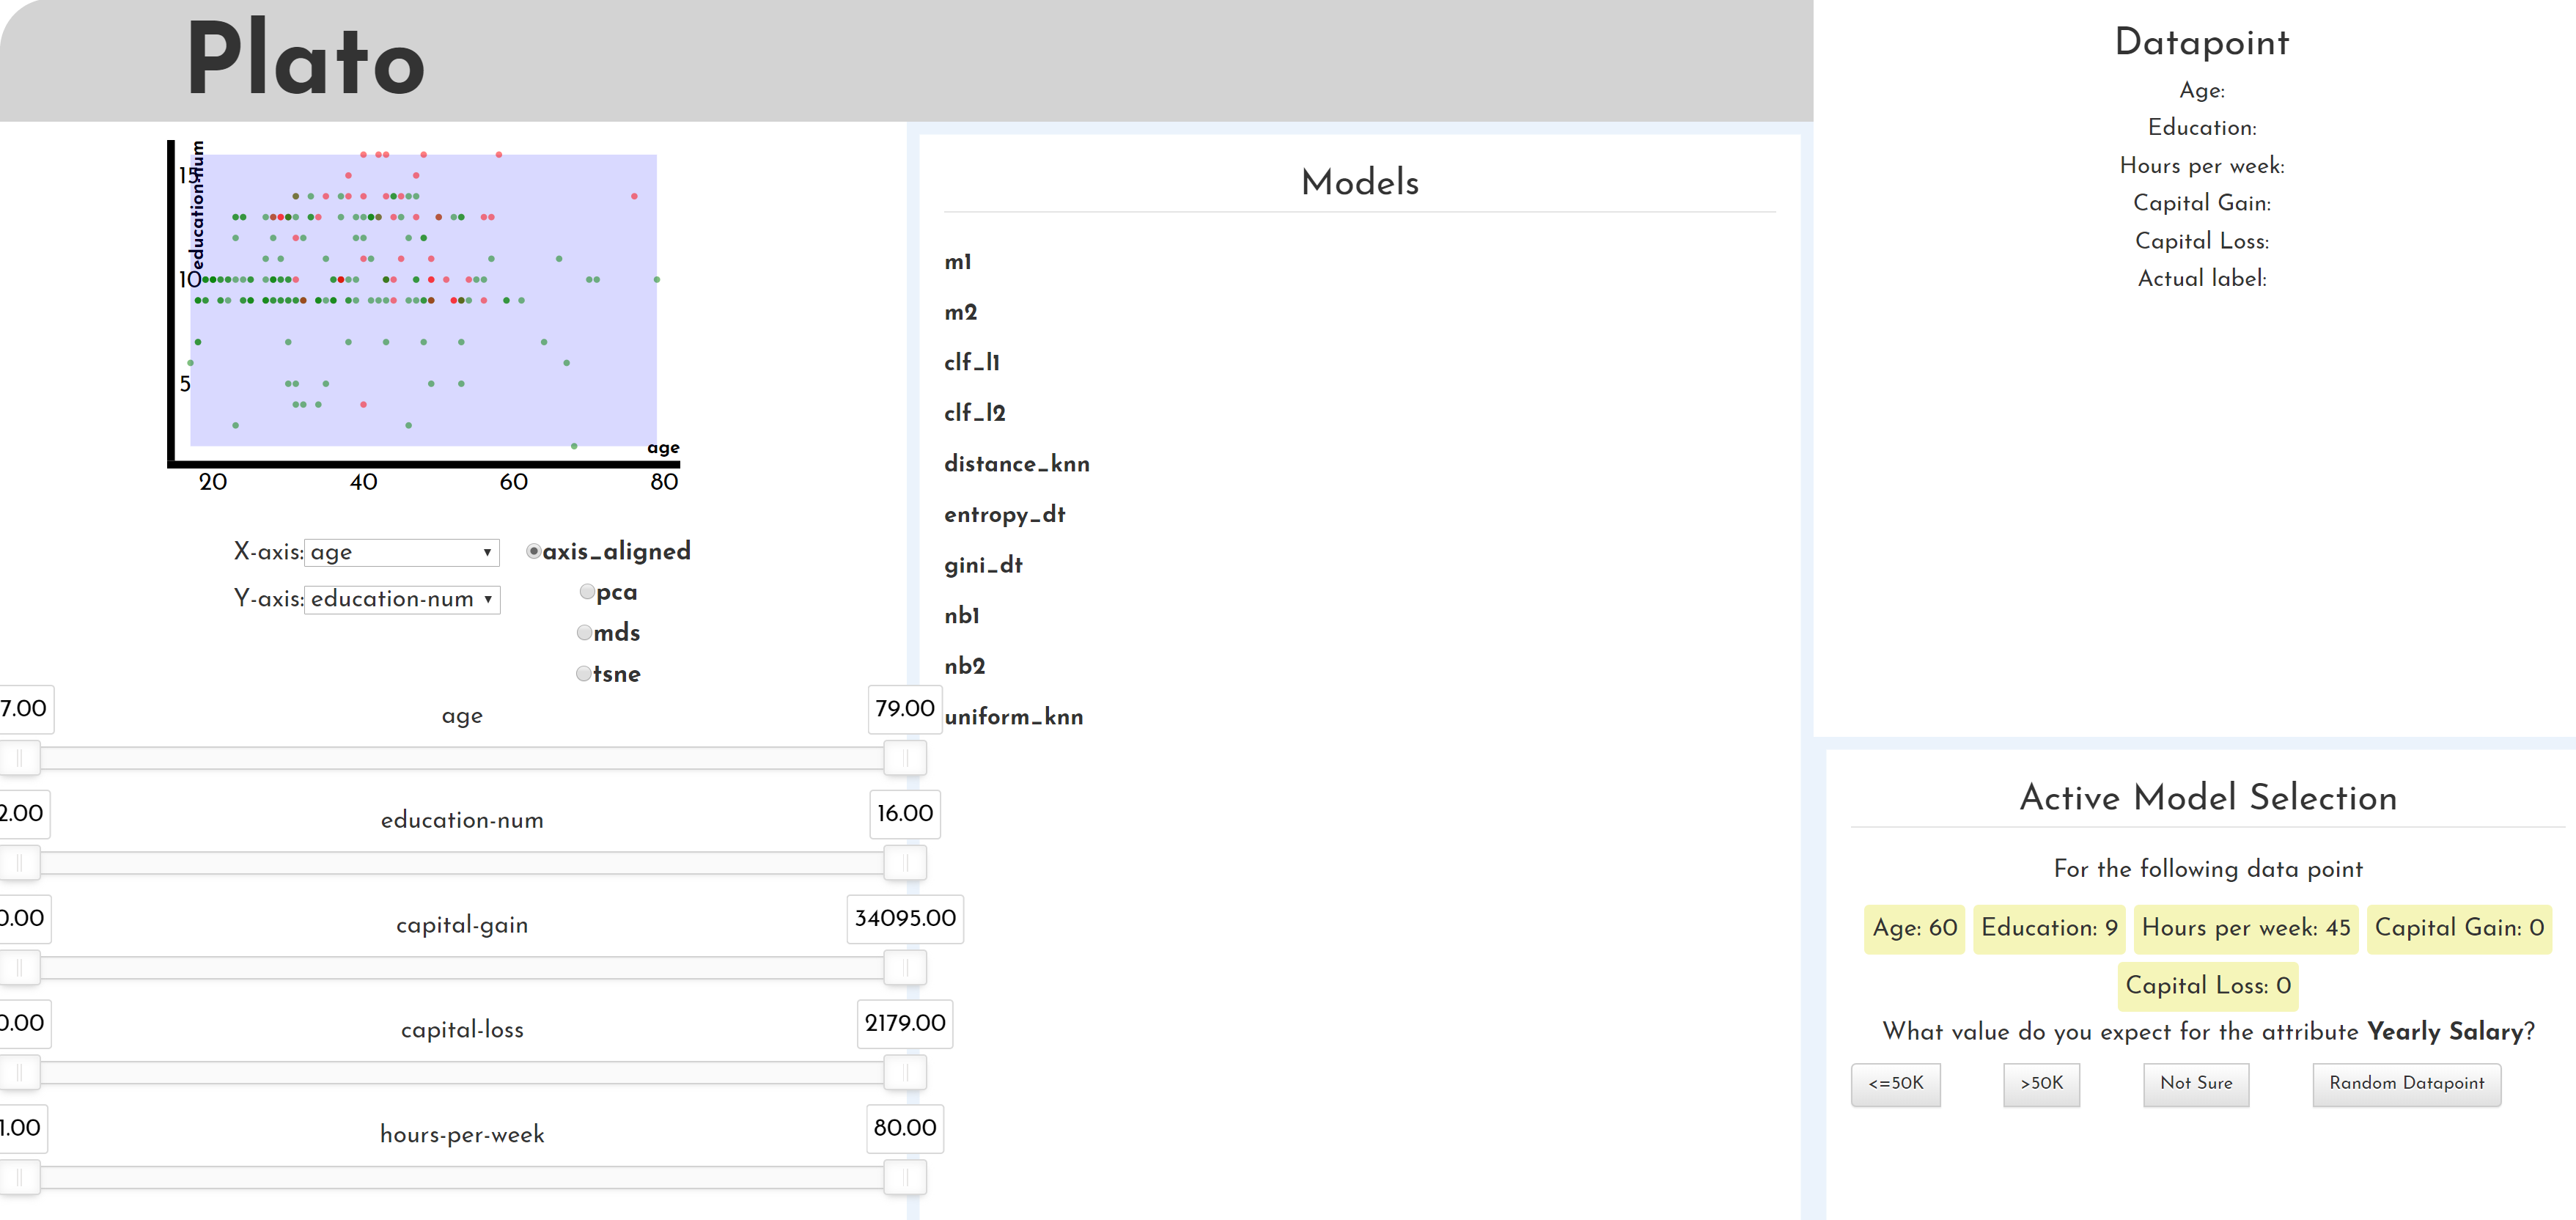 Plato
education-num
15
10
5
age
20 40 60 80
X-axis: age
Y-axis: education-num
axis_aligned
pca
mds
tsne
7.00 age 79.00
2.00 education-num 16.00
0.00 capital-gain 34095.00
0.00 capital-loss 2179.00
1.00 hours-per-week 80.00
Models
m1
m2
clf_l1
clf_l2
distance_knn
entropy_dt
gini_dt
nb1
nb2
uniform_knn
Datapoint
Age:
Education:
Hours per week:
Capital Gain:
Capital Loss:
Actual label:
Active Model Selection
For the following data point
Age: 60 Education: 9 Hours per week: 45 Capital Gain: 0
Capital Loss: 0
What value do you expect for the attribute Yearly Salary?
<=50K >50K Not Sure Random Datapoint